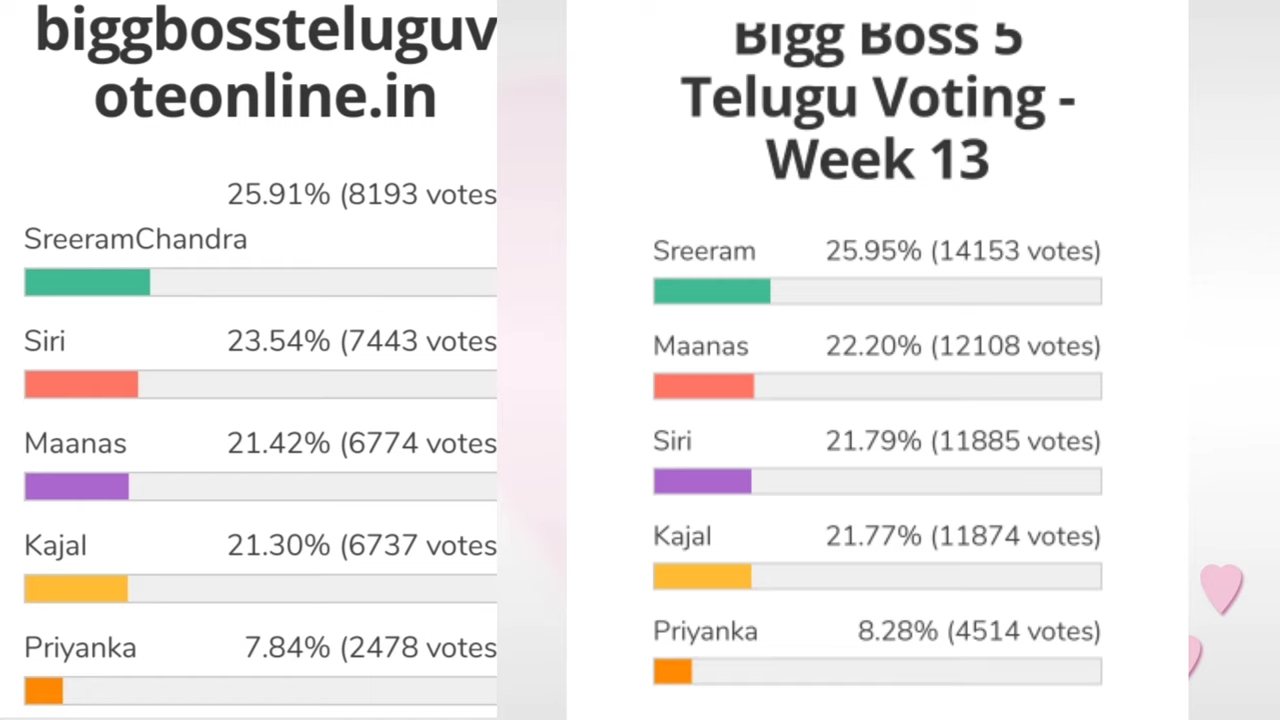 biggbossteluguv
oteonline.in
25.91% (8193 votes
SreeramChandra
Siri 23.54% (7443 votes
Maanas 21.42% (6774 votes
Kajal 21.30% (6737 votes
Priyanka 7.84% (2478 votes
Bigg Boss 5
Telugu Voting -
Week 13
Sreeram 25.95% (14153 votes)
Maanas 22.20% (12108 votes)
Siri 21.79% (11885 votes)
Kajal 21.77% (11874 votes)
Priyanka 8.28% (4514 votes)